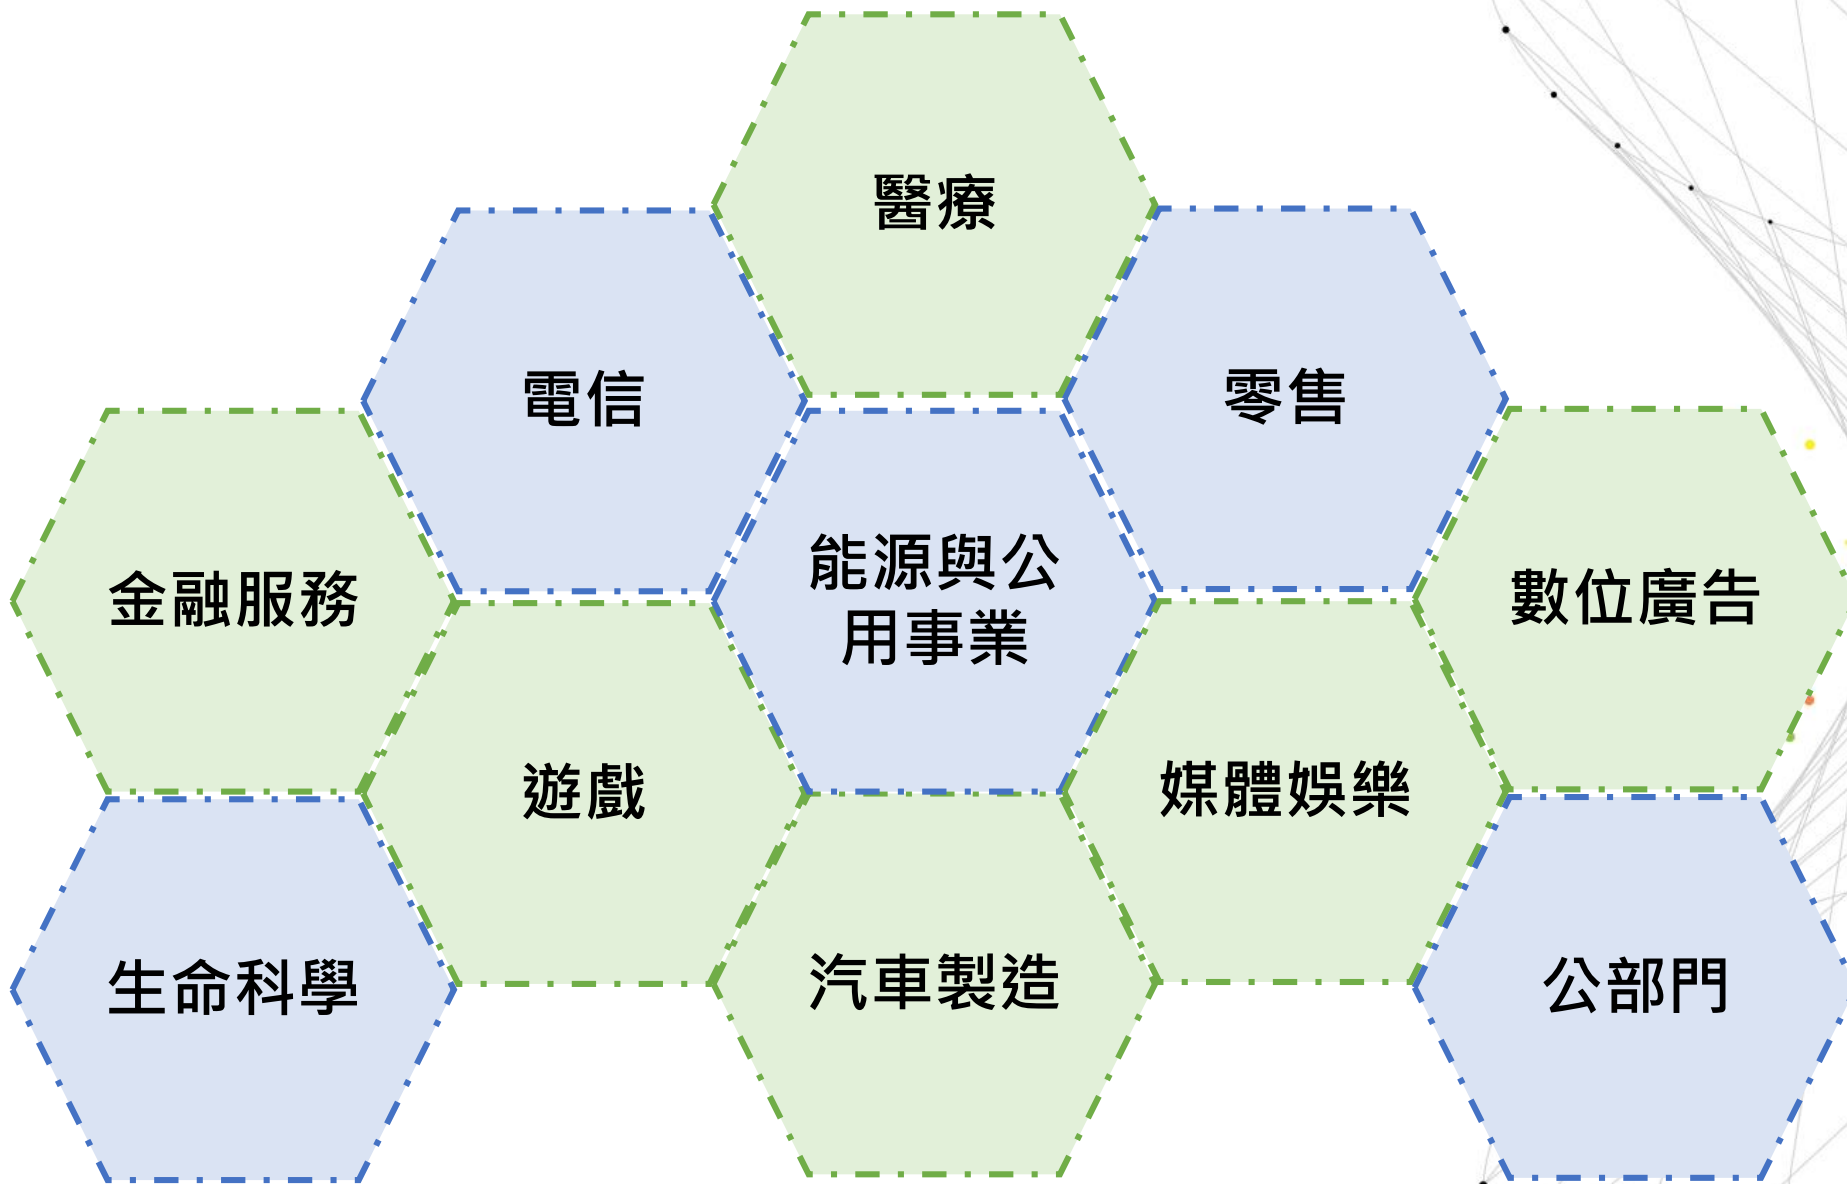 醫療
電信
零售
金融服務
能源與公
用事業
數位廣告
遊戲
媒體娛樂
生命科學
汽車製造
公部門